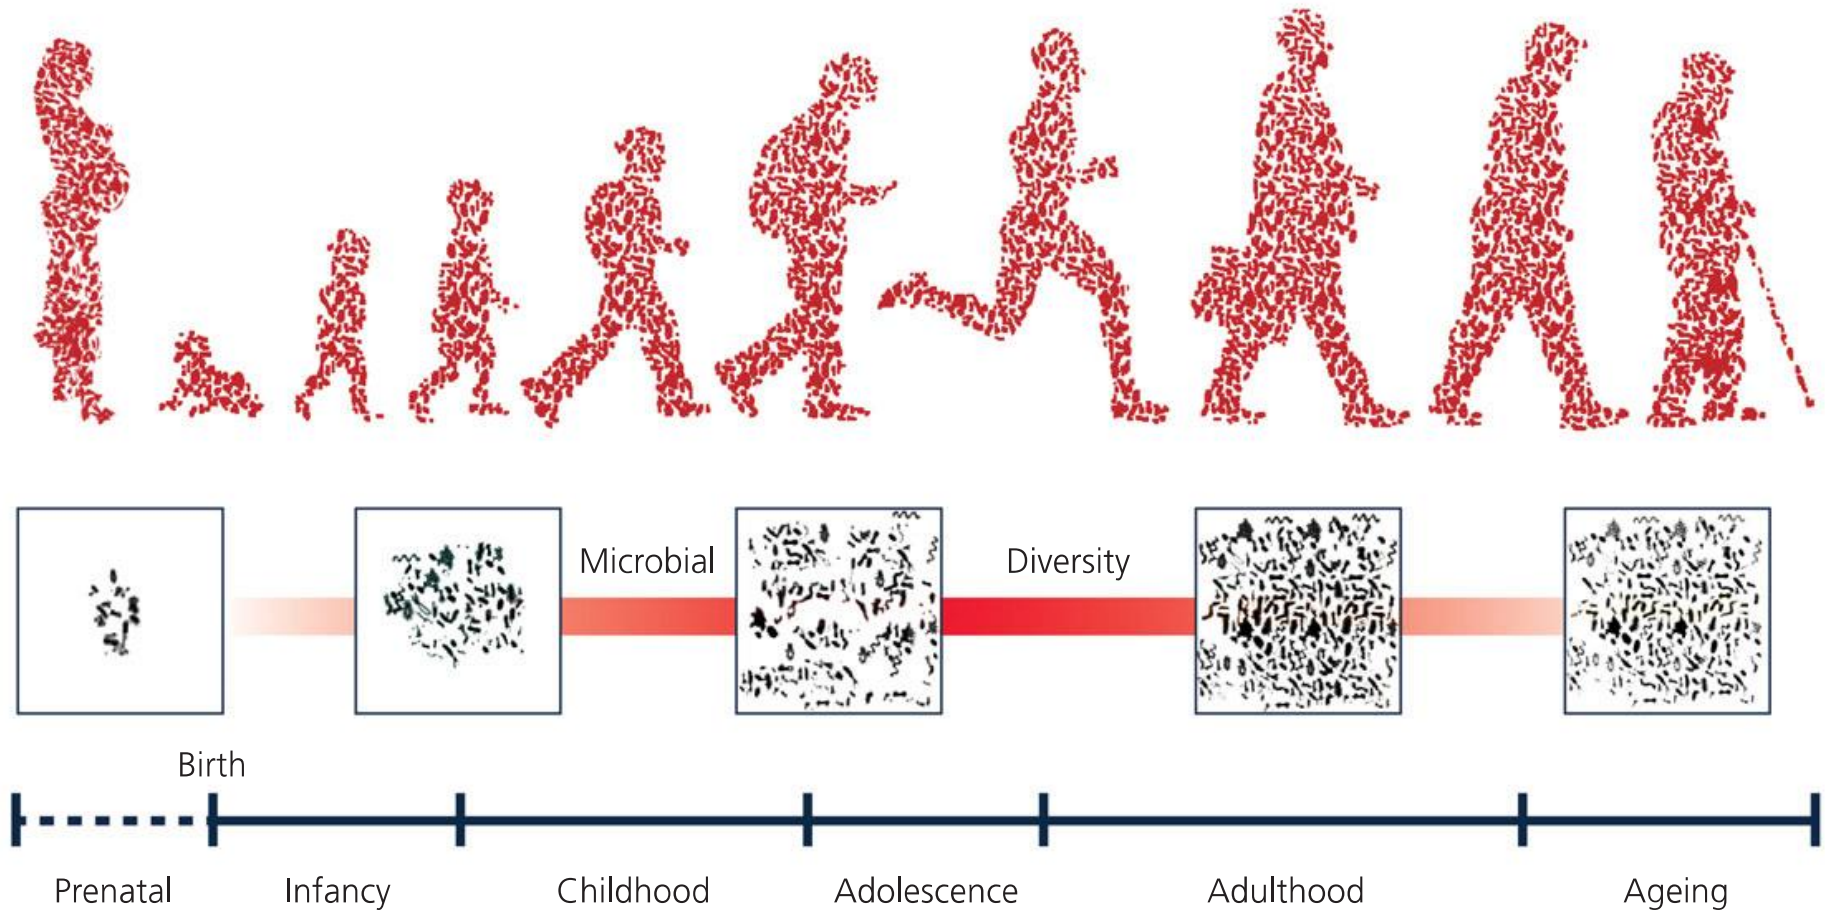 Microbial
Diversity
Birth
Prenatal
Infancy
Childhood
Adolescence
Adulthood
Ageing